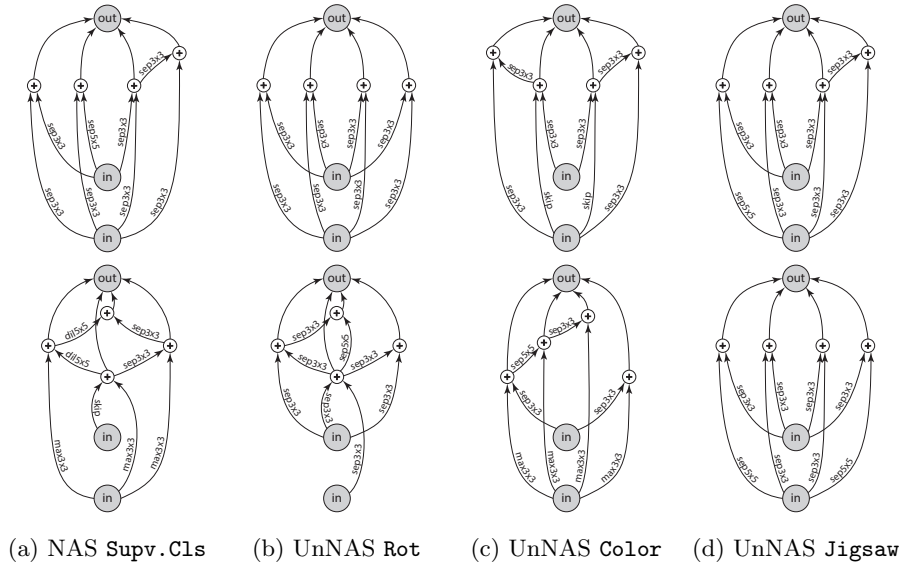 out
+
sep3x3
+
+
+
sep3x3
sep5x5
sep3x3
in
sep3x3
sep3x3
sep3x3
sep3x3
in
out
+
+
+
+
sep3x3
sep3x3
sep3x3
sep3x3
in
sep3x3
sep3x3
sep3x3
sep3x3
in
out
+
+
sep3x3
sep3x3
+
+
sep3x3
sep3x3
in
sep3x3
skip
skip
sep3x3
in
out
+
sep3x3
+
+
+
sep3x3
sep3x3
sep3x3
in
sep5x5
sep3x3
sep3x3
sep3x3
in
out
+
dil5x5
sep3x3
+
+
dil5x5
sep3x3
+
skip
in
max3x3
max3x3
max3x3
in
out
+
sep3x3
+
+
sep3x3
sep5x5
sep3x3
+
sep3x3
sep3x3
sep3x3
in
sep3x3
in
out
+
sep3x3
+
sep5x5
+
+
sep3x3
sep3x3
in
max3x3
max3x3
max3x3
max3x3
in
out
+
+
+
+
sep3x3
sep3x3
sep3x3
sep3x3
in
sep5x5
sep3x3
sep3x3
sep5x5
in
(a) NAS Supv.Cls
(b) UnNAS Rot
(c) UnNAS Color
(d) UnNAS Jigsaw